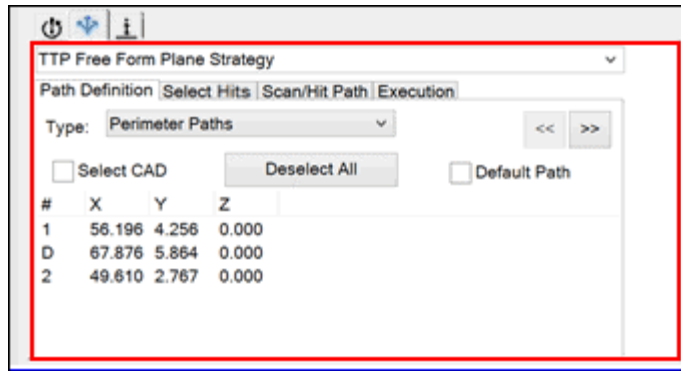 TTP Free Form Plane Strategy
Path Definition Select Hits Scan/Hit Path Execution
Type: Perimeter Paths << >>
Select CAD Deselect All Default Path
# X Y Z
1 56.196 4.256 0.000
D 67.876 5.864 0.000
2 49.610 2.767 0.000